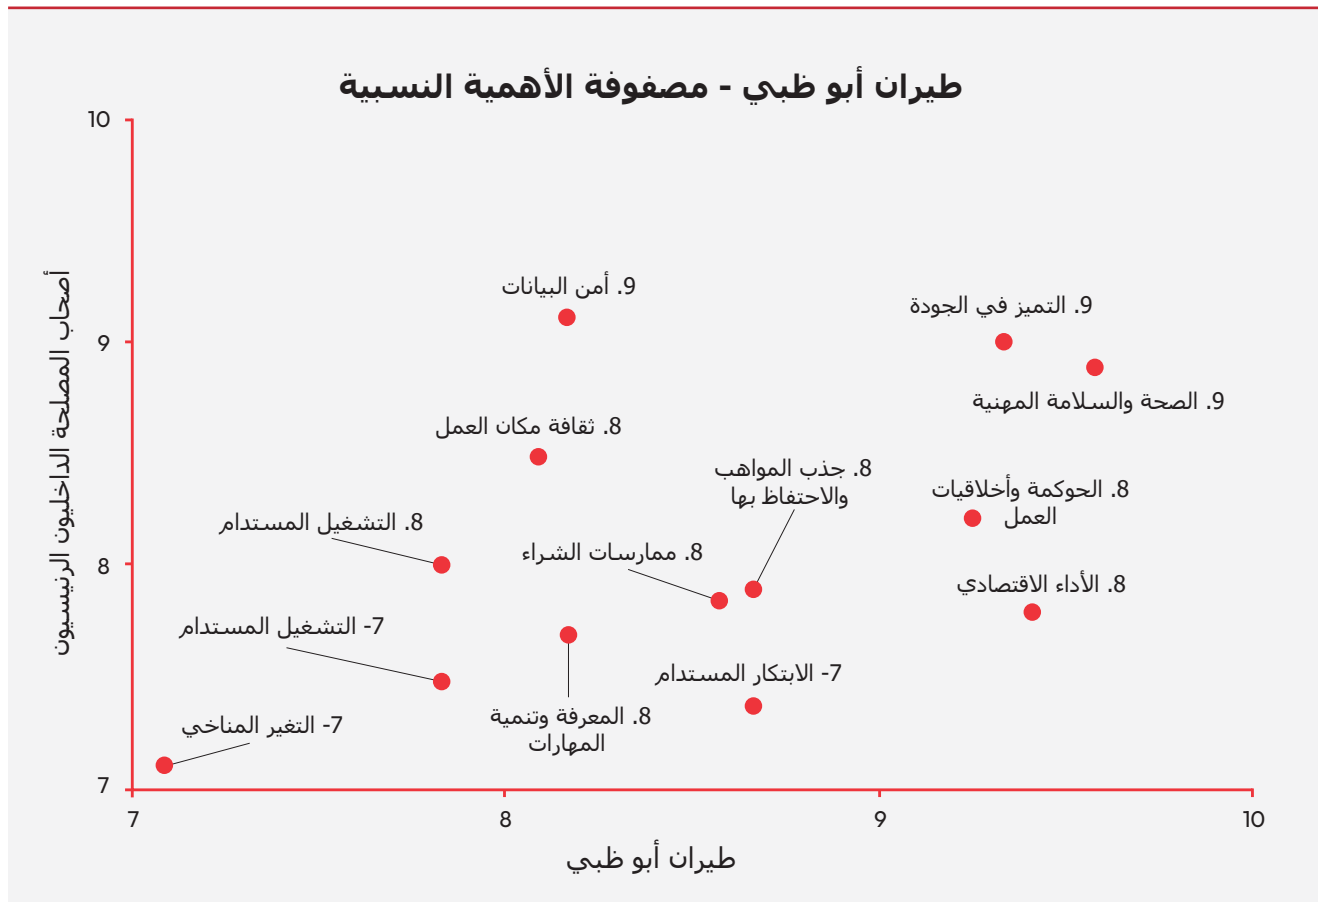 طيران أبو ظبي - مصفوفة الأهمية النسبية
10
9
8
7
أصحاب المصلحة الداخليون الرئيسيون
9. أمن البيانات
9. التميز في الجودة
9. الصحة والسلامة المهنية
8. ثقافة مكان العمل
8. جذب المواهب
والاحتفاظ بها
8. الحوكمة وأخلاقيات
العمل
8. التشغيل المستدام
8. ممارسات الشراء
8. الأداء الاقتصادي
7- التشغيل المستدام
7- الابتكار المستدام
8. المعرفة وتنمية
المهارات
7- التغير المناخي
7
8
9
10
طيران أبو ظبي